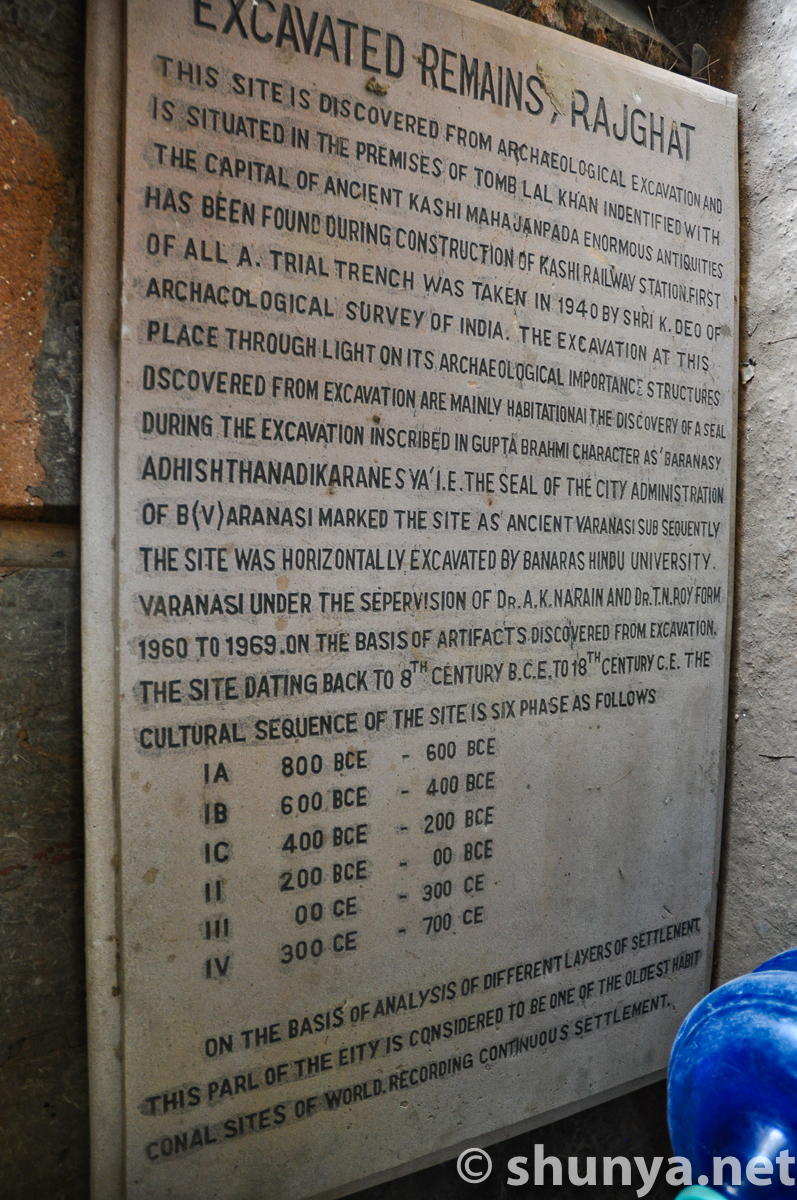 EXCAVATED REMAINS, RAJGHAT
THIS SITE IS DISCOVERED FROM ARCHAEOLOGICAL EXCAVATION AND
IS SITUATED IN THE PREMISES OF TOMB LAL KHAN INDENTIFIED WITH
THE CAPITAL OF ANCIENT KASHI MAHAJANPADA ENORMOUS ANTIQUITIES
HAS BEEN FOUND DURING CONSTRUCTION OF KASHI RAILWAY STATION.FIRST
OF ALL A. TRIAL TRENCH WAS TAKEN IN 1940 BY SHRI K. DEO OF
ARCHACOLOGICAL SURVEY OF INDIA. THE EXCAVATION AT THIS
PLACE THROUGH LIGHT ON ITS ARCHAEOLOGICAL IMPORTANCE STRUCTURES
DSCOVERED FROM EXCAVATION ARE MAINLY HABITATIONAI THE DISCOVERY OF A SEAL
DURING THE EXCAVATION INSCRIBED IN GUPTA BRAHMI CHARACTER AS 'BARANASY
ADHISHTHANADIKARANESYA' I.E. THE SEAL OF THE CITY ADMINISTRATION
OF B(V)ARANASI MARKED THE SITE AS ANCIENT VARANASI SUB SEQUENTLY
THE SITE WAS HORIZONTALLY EXCAVATED BY BANARAS HINDU UNIVERSITY.
VARANASI UNDER THE SEPERVISION OF DR. A.K. NARAIN AND DR. T.N. ROY FORM
1960 TO 1969. ON THE BASIS OF ARTIFACTS DISCOVERED FROM EXCAVATION.
THE SITE DATING BACK TO 8TH CENTURY B.C.E. TO 18TH CENTURY C.E. THE
CULTURAL SEQUENCE OF THE SITE IS SIX PHASE AS FOLLOWS
IA 800 BCE - 600 BCE
IB 600 BCE - 400 BCE
IC 400 BCE - 200 BCE
II 200 BCE - 00 BCE
III 00 CE - 300 CE
IV 300 CE - 700 CE
ON THE BASIS OF ANALYSIS OF DIFFERENT LAYERS OF SETTLEMENT,
THIS PARL OF THE EITY IS CONSIDERED TO BE ONE OF THE OLDEST HABIT
CONAL SITES OF WORLD. RECORDING CONTINUOUS SETTLEMENT.
© shunya.net